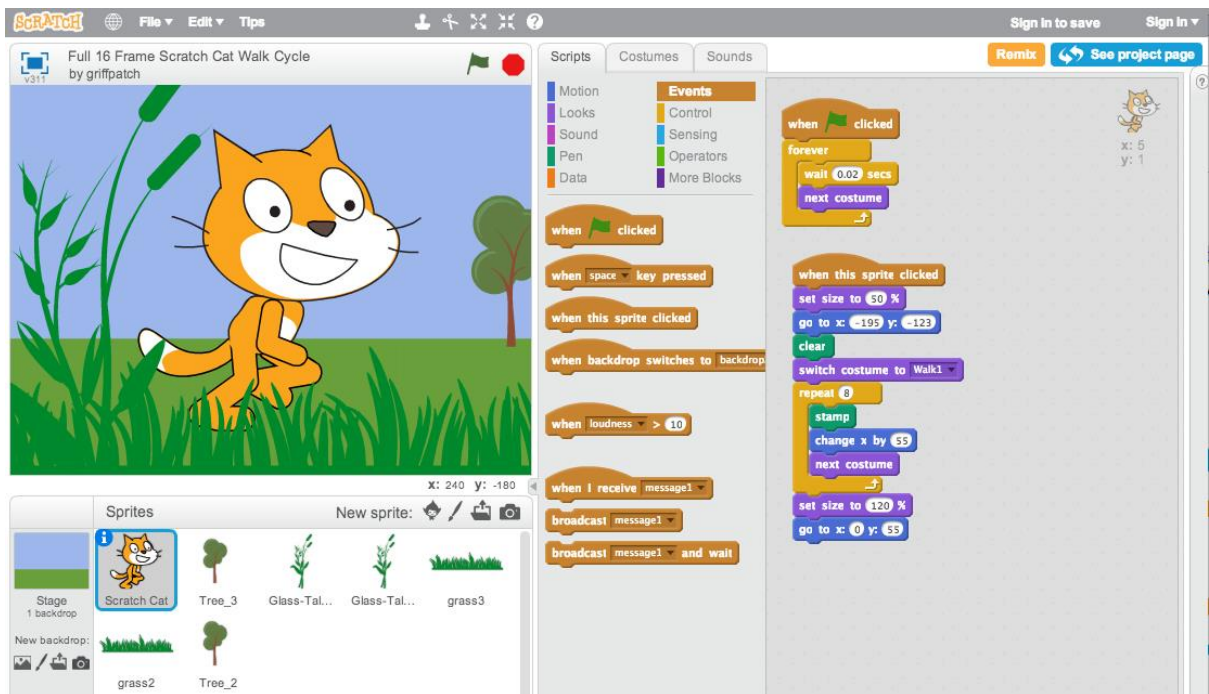 SCRATCH File Edit Tips Sign in to save Sign in
v311
Full 16 Frame Scratch Cat Walk Cycle
by griffpatch
x: 240 y: -180
Sprites New sprite:
Stage
1 backdrop
New backdrop:
Scratch Cat
Tree_3
Glass-Tal...
Glass-Tal...
grass3
grass2
Tree_2
Scripts Costumes Sounds
Remix See project page
Motion Events
Looks Control
Sound Sensing
Pen Operators
Data More Blocks
when clicked
when space key pressed
when this sprite clicked
when backdrop switches to backdrop
when loudness > 10
when I receive message1
broadcast message1
broadcast message1 and wait
when clicked
forever
wait 0.02 secs
next costume
when this sprite clicked
set size to 50 %
go to x: -195 y: -123
clear
switch costume to Walk1
repeat 8
stamp
change x by 55
next costume
set size to 120 %
go to x: 0 y: 55
x: 5
y: 1
?